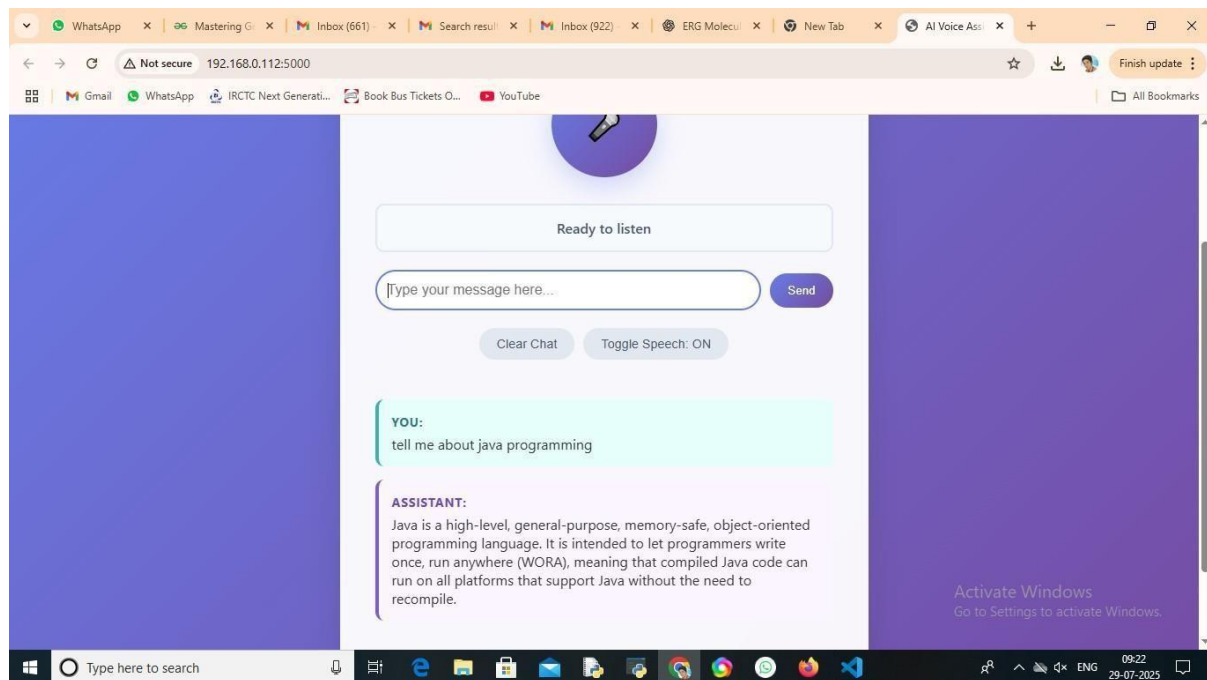 WhatsApp
Mastering G
Inbox (661)
Search resul
Inbox (922)
ERG Molecul
New Tab
AI Voice Ass
Not secure 192.168.0.112:5000
Finish update
Gmail
WhatsApp
IRCTC Next Generati...
Book Bus Tickets O...
YouTube
All Bookmarks
Ready to listen
Type your message here...
Send
Clear Chat
Toggle Speech: ON
YOU:
tell me about java programming
ASSISTANT:
Java is a high-level, general-purpose, memory-safe, object-oriented
programming language. It is intended to let programmers write
once, run anywhere (WORA), meaning that compiled Java code can
run on all platforms that support Java without the need to
recompile.
Activate Windows
Go to Settings to activate Windows.
Type here to search
ENG
09:22
29-07-2025